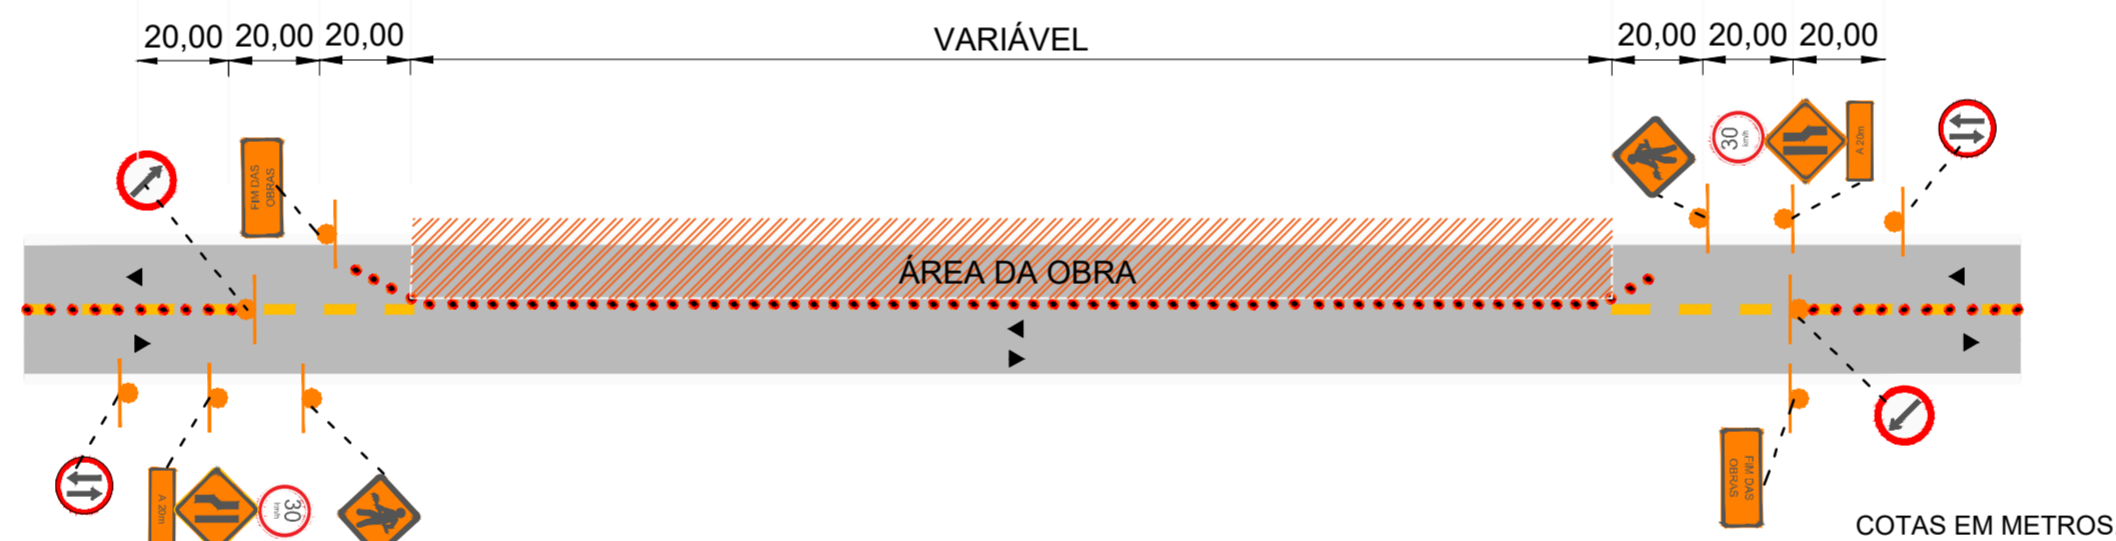 20,00 20,00 20,00 VARIÁVEL 20,00 20,00 20,00
FIM DAS
OBRAS
30
km/h
A 20m
ÁREA DA OBRA
A 20m
30
km/h
FIM DAS
OBRAS
COTAS EM METROS